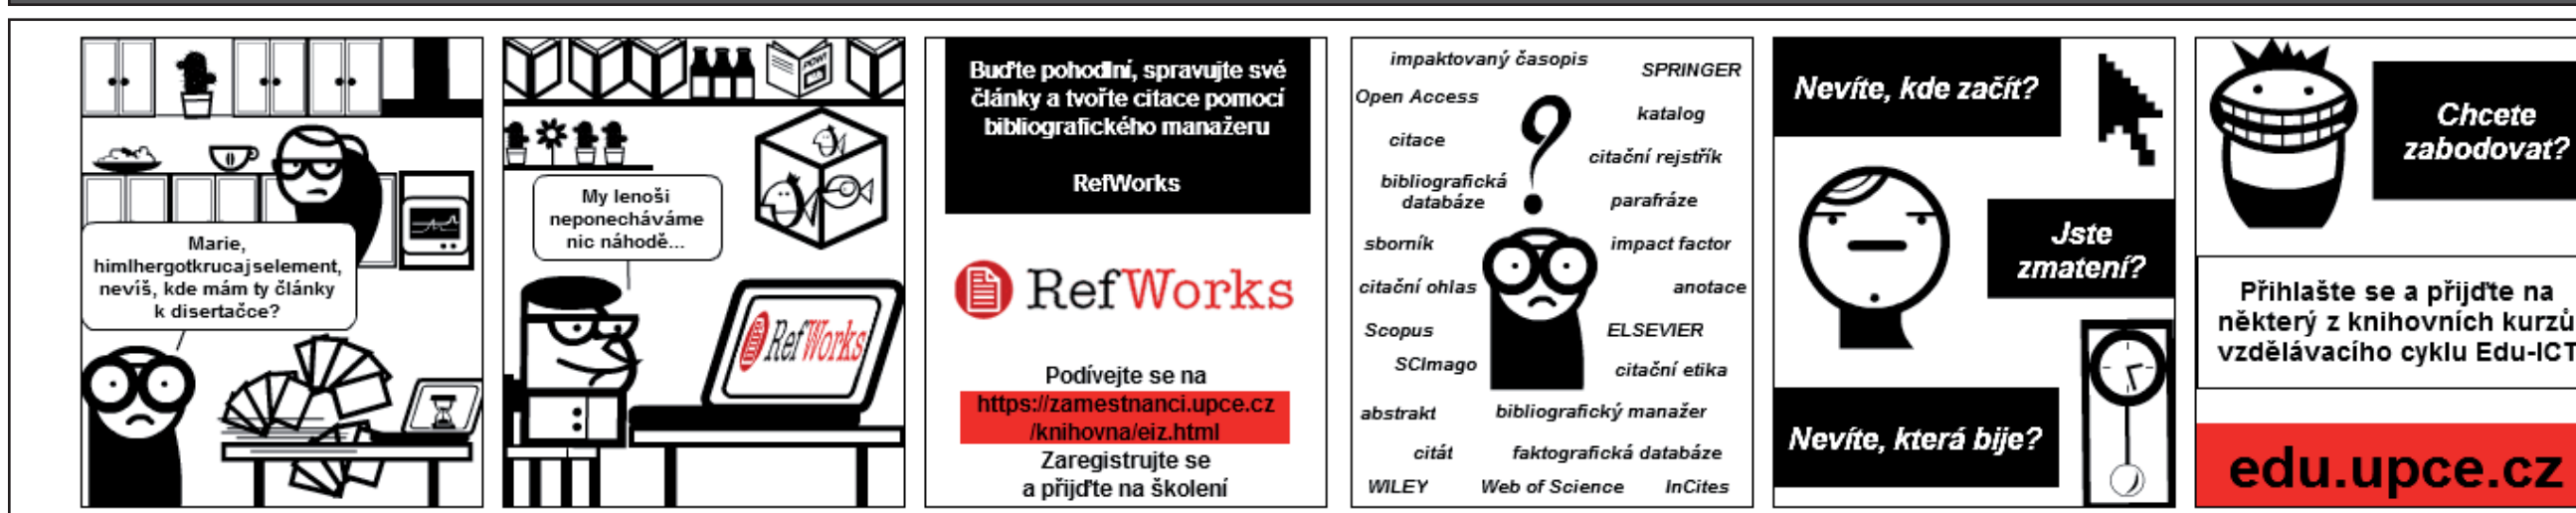 POW!
Marie,
himlhergotkrucajselement,
nevíš, kde mám ty články
k disertačce?
My lenoši
neponecháváme
nic náhodě...
RefWorks
Buďte pohodlní, spravujte své
články a tvořte citace pomocí
bibliografického manažeru
RefWorks
RefWorks
Podívejte se na
https://zamestnanci.upce.cz
/knihovna/eiz.html
Zaregistrujte se
a přijďte na školení
impaktovaný časopis
SPRINGER
Open Access
katalog
citace
citační rejstřík
bibliografická
databáze
parafráze
?
sborník
impact factor
citační ohlas
anotace
Scopus
ELSEVIER
SCImago
citační etika
abstrakt
bibliografický manažer
citát
faktografická databáze
WILEY
Web of Science
InCites
Nevíte, kde začít?
Jste
zmatení?
Nevíte, která bije?
Chcete
zabodovat?
Přihlašte se a přijďte na
některý z knihovních kurzů
vzdělávacího cyklu Edu-ICT
edu.upce.cz